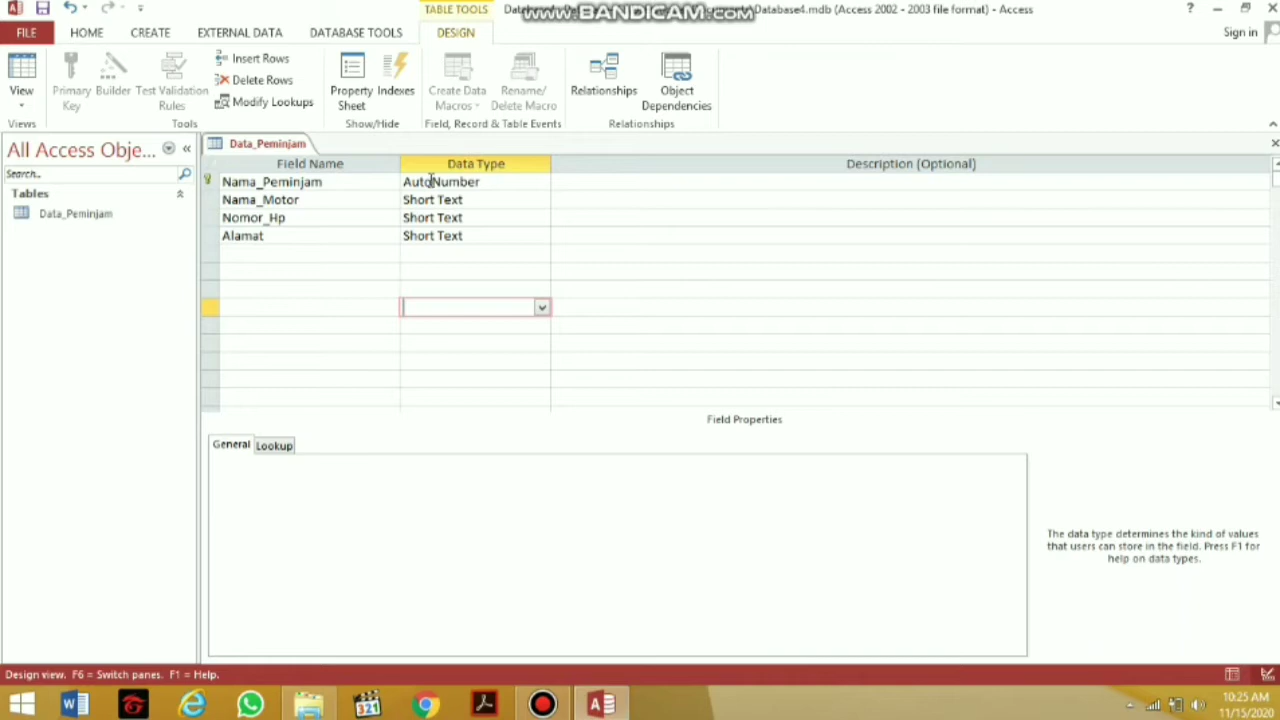 TABLE TOOLS
www.BANDICAM.com
Database4.mdb (Access 2002 - 2003 file format) - Access
FILE
HOME
CREATE
EXTERNAL DATA
DATABASE TOOLS
DESIGN
Sign in
View
Primary Key
Builder
Test Validation Rules
Insert Rows
Delete Rows
Modify Lookups
Property Sheet
Indexes
Create Data Macros
Rename/ Delete Macro
Relationships
Object Dependencies
Views
Tools
Show/Hide
Field, Record & Table Events
Relationships
All Access Obje...
Search..
Tables
Data_Peminjam
Data_Peminjam
Field Name Data Type Description (Optional)
Nama_Peminjam AutoNumber
Nama_Motor Short Text
Nomor_Hp Short Text
Alamat Short Text
Field Properties
General Lookup
The data type determines the kind of values
that users can store in the field. Press F1 for
help on data types.
Design view. F6 = Switch panes. F1 = Help.
10:25 AM
11/15/2020